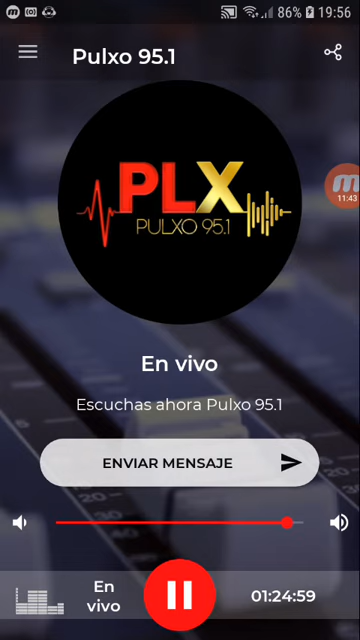 86% 19:56
Pulxo 95.1
PLX
PULXO 95.1
11:43
En vivo
Escuchas ahora Pulxo 95.1
ENVIAR MENSAJE
En
vivo
01:24:59